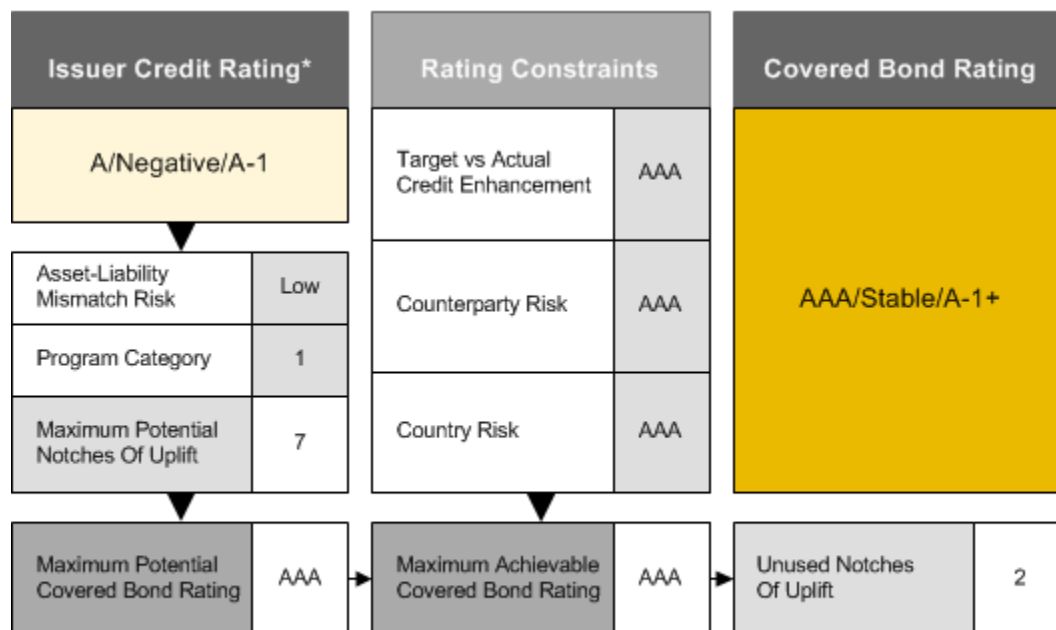 Issuer Credit Rating*
A/Negative/A-1
Asset-Liability
Mismatch Risk
Low
Program Category
1
Maximum Potential
Notches Of Uplift
7
Maximum Potential
Covered Bond Rating
AAA
Rating Constraints
Target vs Actual
Credit Enhancement
AAA
Counterparty Risk
AAA
Country Risk
AAA
Maximum Achievable
Covered Bond Rating
AAA
Covered Bond Rating
AAA/Stable/A-1+
Unused Notches
Of Uplift
2